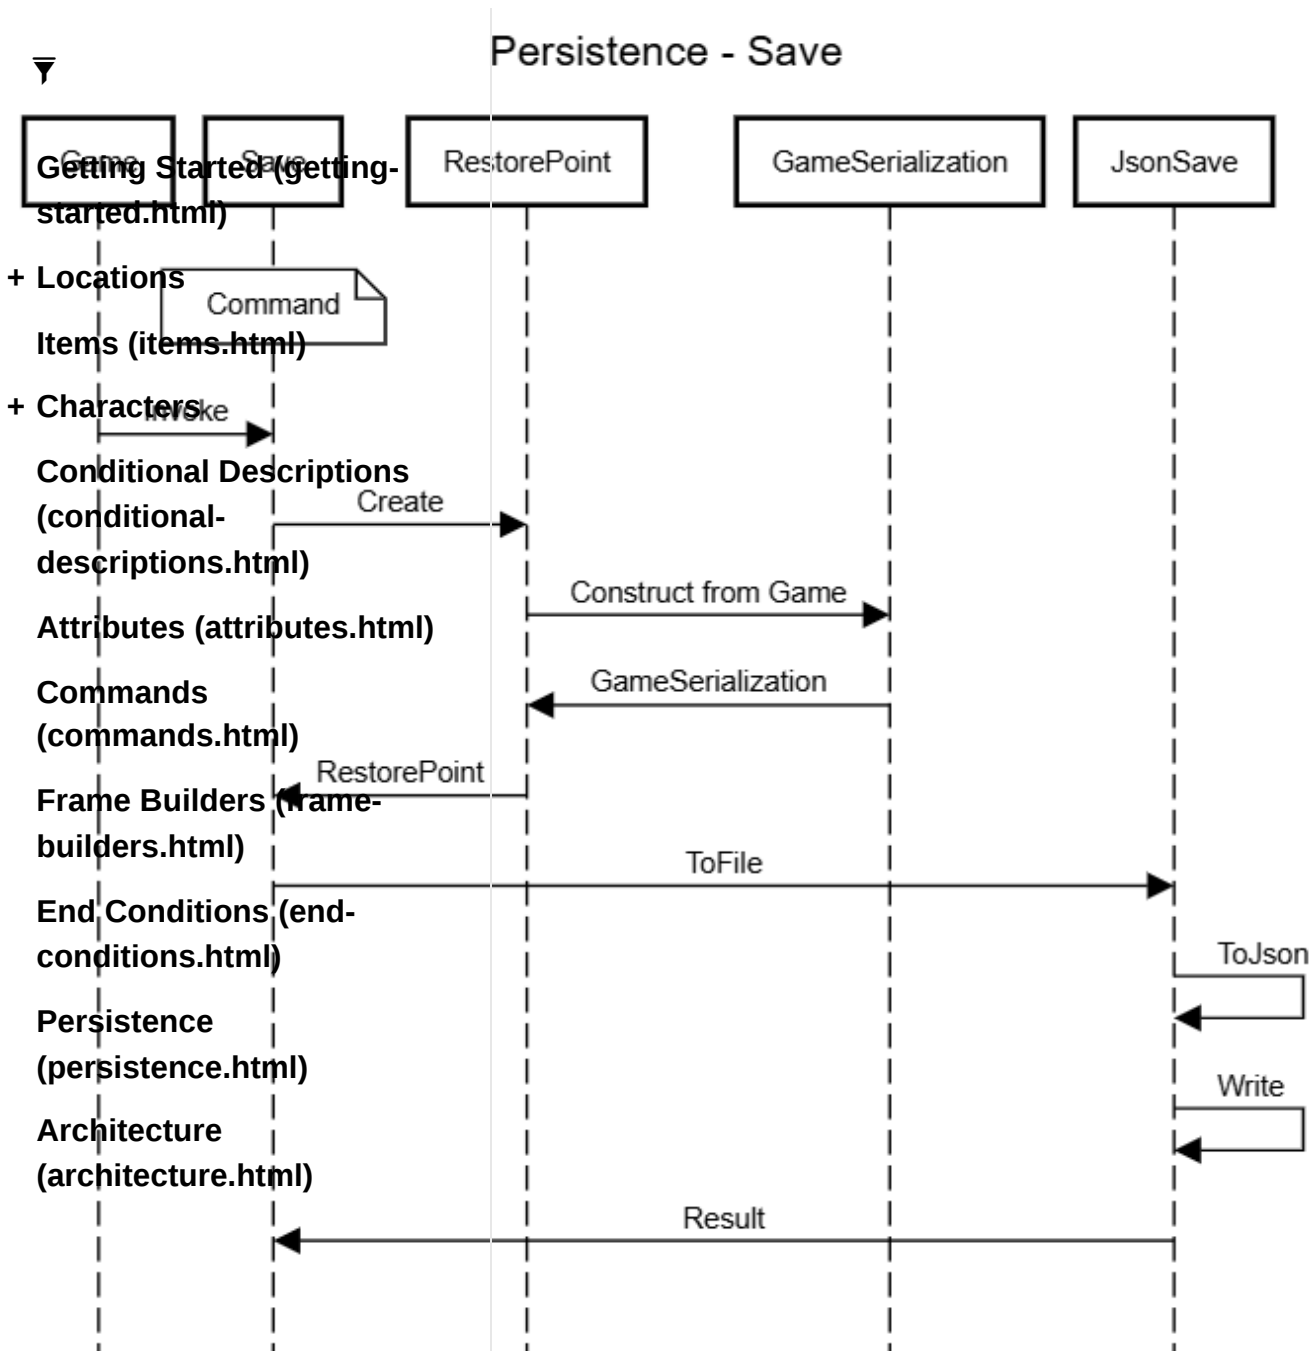 Persistence - Save
Game
Save
RestorePoint
GameSerialization
JsonSave
Getting Started (getting-
started.html)
+ Locations
Command
Items (items.html)
+ Characters
Invoke
Conditional Descriptions
Create
(conditional-
descriptions.html)
Construct from Game
Attributes (attributes.html)
GameSerialization
Commands
(commands.html)
RestorePoint
Frame Builders (frame-
builders.html)
ToFile
End Conditions (end-
conditions.html)
ToJson
Persistence
(persistence.html)
Write
Architecture
(architecture.html)
Result